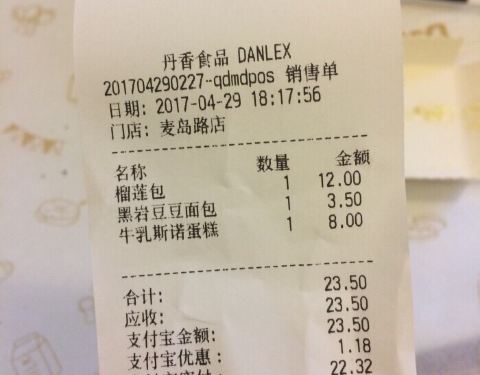 丹香食品 DANLEX
201704290227-qdmdpos 销售单
日期: 2017-04-29 18:17:56
门店: 麦岛路店
名称 数量 金额
榴莲包 1 12.00
黑岩豆豆面包 1 3.50
牛乳斯诺蛋糕 1 8.00
合计: 23.50
应收: 23.50
支付宝金额: 23.50
支付宝优惠: 1.18
22.32